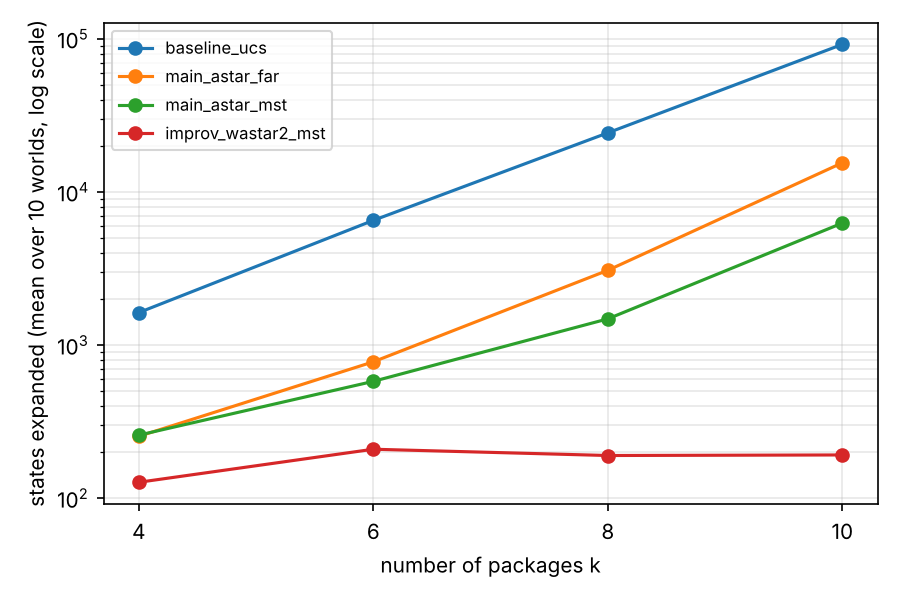 states expanded (mean over 10 worlds, log scale)
10^5
10^4
10^3
10^2
baseline_ucs
main_astar_far
main_astar_mst
improv_wastar2_mst
4 6 8 10
number of packages k